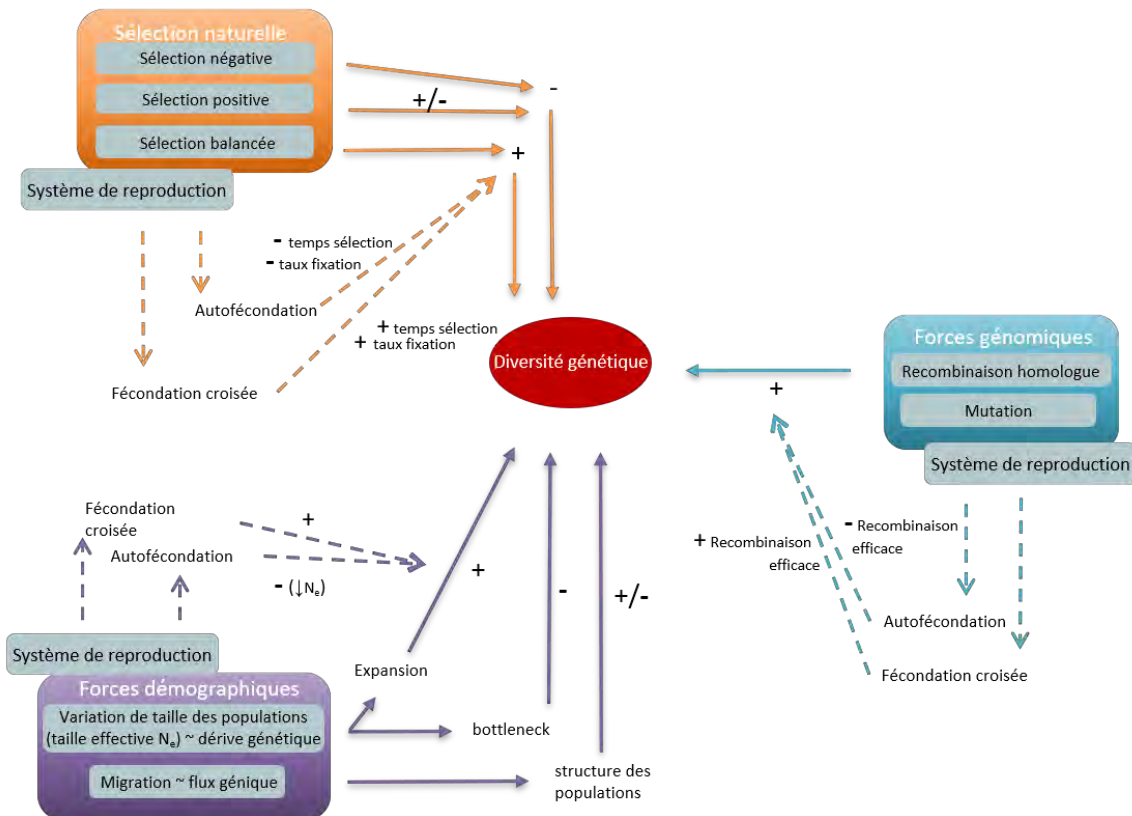 Sélection naturelle
Sélection négative
Sélection positive
Sélection balancée
Système de reproduction
-
+/-
+
- temps sélection
- taux fixation
Autofécondation
+ temps sélection
+ taux fixation
Fécondation croisée
Diversité génétique
Forces génomiques
Recombinaison homologue
Mutation
Système de reproduction
+
- Recombinaison
efficace
+ Recombinaison
efficace
Autofécondation
Fécondation croisée
Fécondation
croisée
Autofécondation
+
- (↓Ne)
+
-
+/-
Système de reproduction
Forces démographiques
Variation de taille des populations
(taille effective Ne) ~ dérive génétique
Migration ~ flux génique
Expansion
bottleneck
structure des
populations